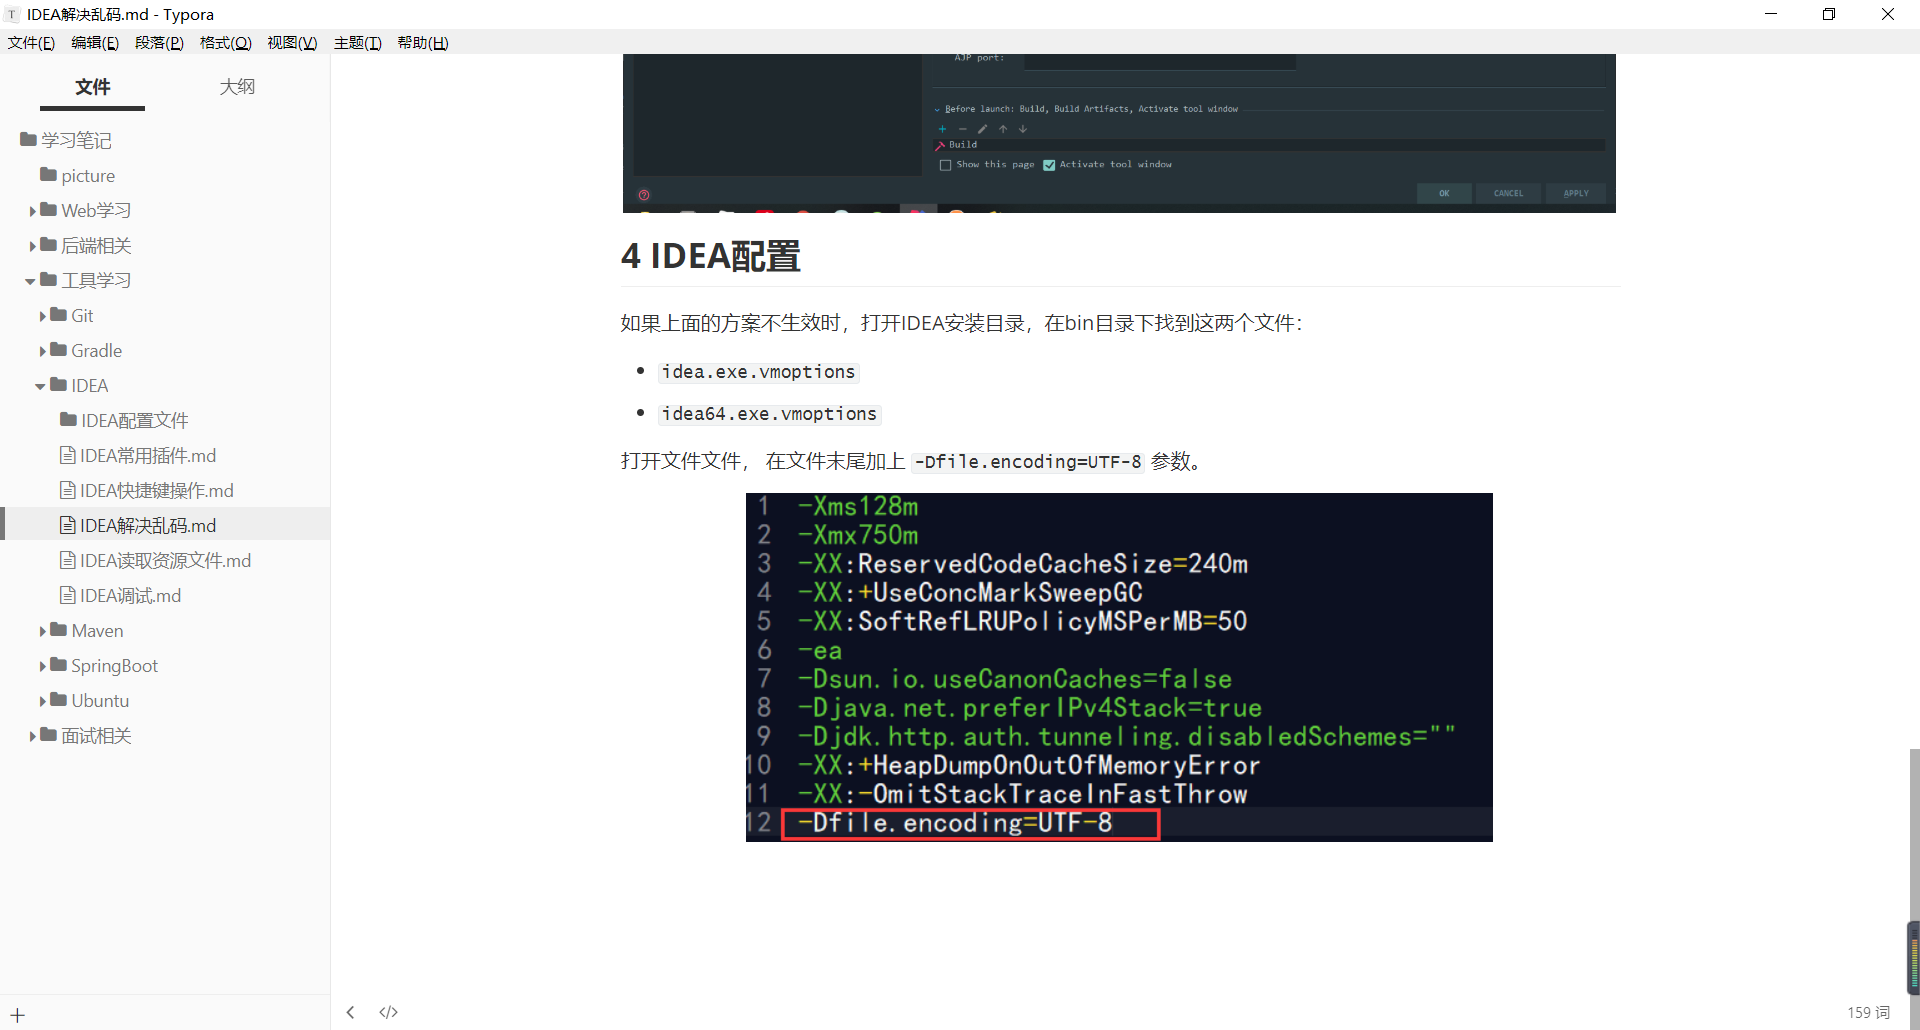 IDEA解决乱码.md - Typora
文件(F) 编辑(E) 段落(P) 格式(O) 视图(V) 主题(T) 帮助(H)
文件 大纲
学习笔记
picture
Web学习
后端相关
工具学习
Git
Gradle
IDEA
IDEA配置文件
IDEA常用插件.md
IDEA快捷键操作.md
IDEA解决乱码.md
IDEA读取资源文件.md
IDEA调试.md
Maven
SpringBoot
Ubuntu
面试相关
AJP port:
Before launch: Build, Build Artifacts, Activate tool window
Build
Show this page Activate tool window
OK CANCEL APPLY
4 IDEA配置
如果上面的方案不生效时，打开IDEA安装目录，在bin目录下找到这两个文件：
idea.exe.vmoptions
idea64.exe.vmoptions
打开文件文件， 在文件末尾加上 -Dfile.encoding=UTF-8 参数。
1 -Xms128m
2 -Xmx750m
3 -XX:ReservedCodeCacheSize=240m
4 -XX:+UseConcMarkSweepGC
5 -XX:SoftRefLRUPolicyMSPerMB=50
6 -ea
7 -Dsun.io.useCanonCaches=false
8 -Djava.net.preferIPv4Stack=true
9 -Djdk.http.auth.tunneling.disabledSchemes=""
10 -XX:+HeapDumpOnOutOfMemoryError
11 -XX:-OmitStackTraceInFastThrow
12 -Dfile.encoding=UTF-8
159 词